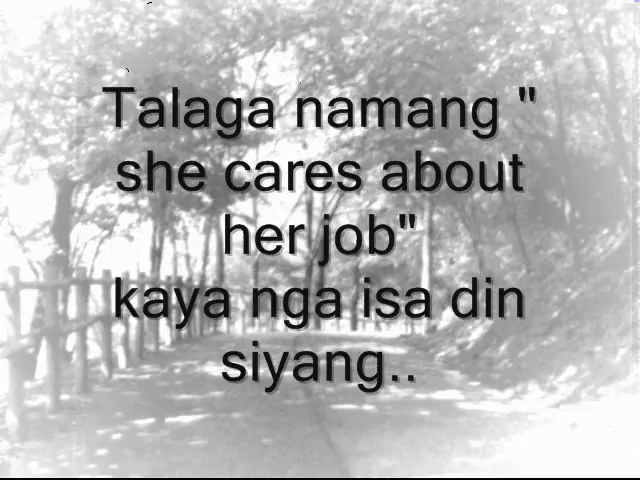 Talaga namang "
she cares about
her job"
kaya nga isa din
siyang..